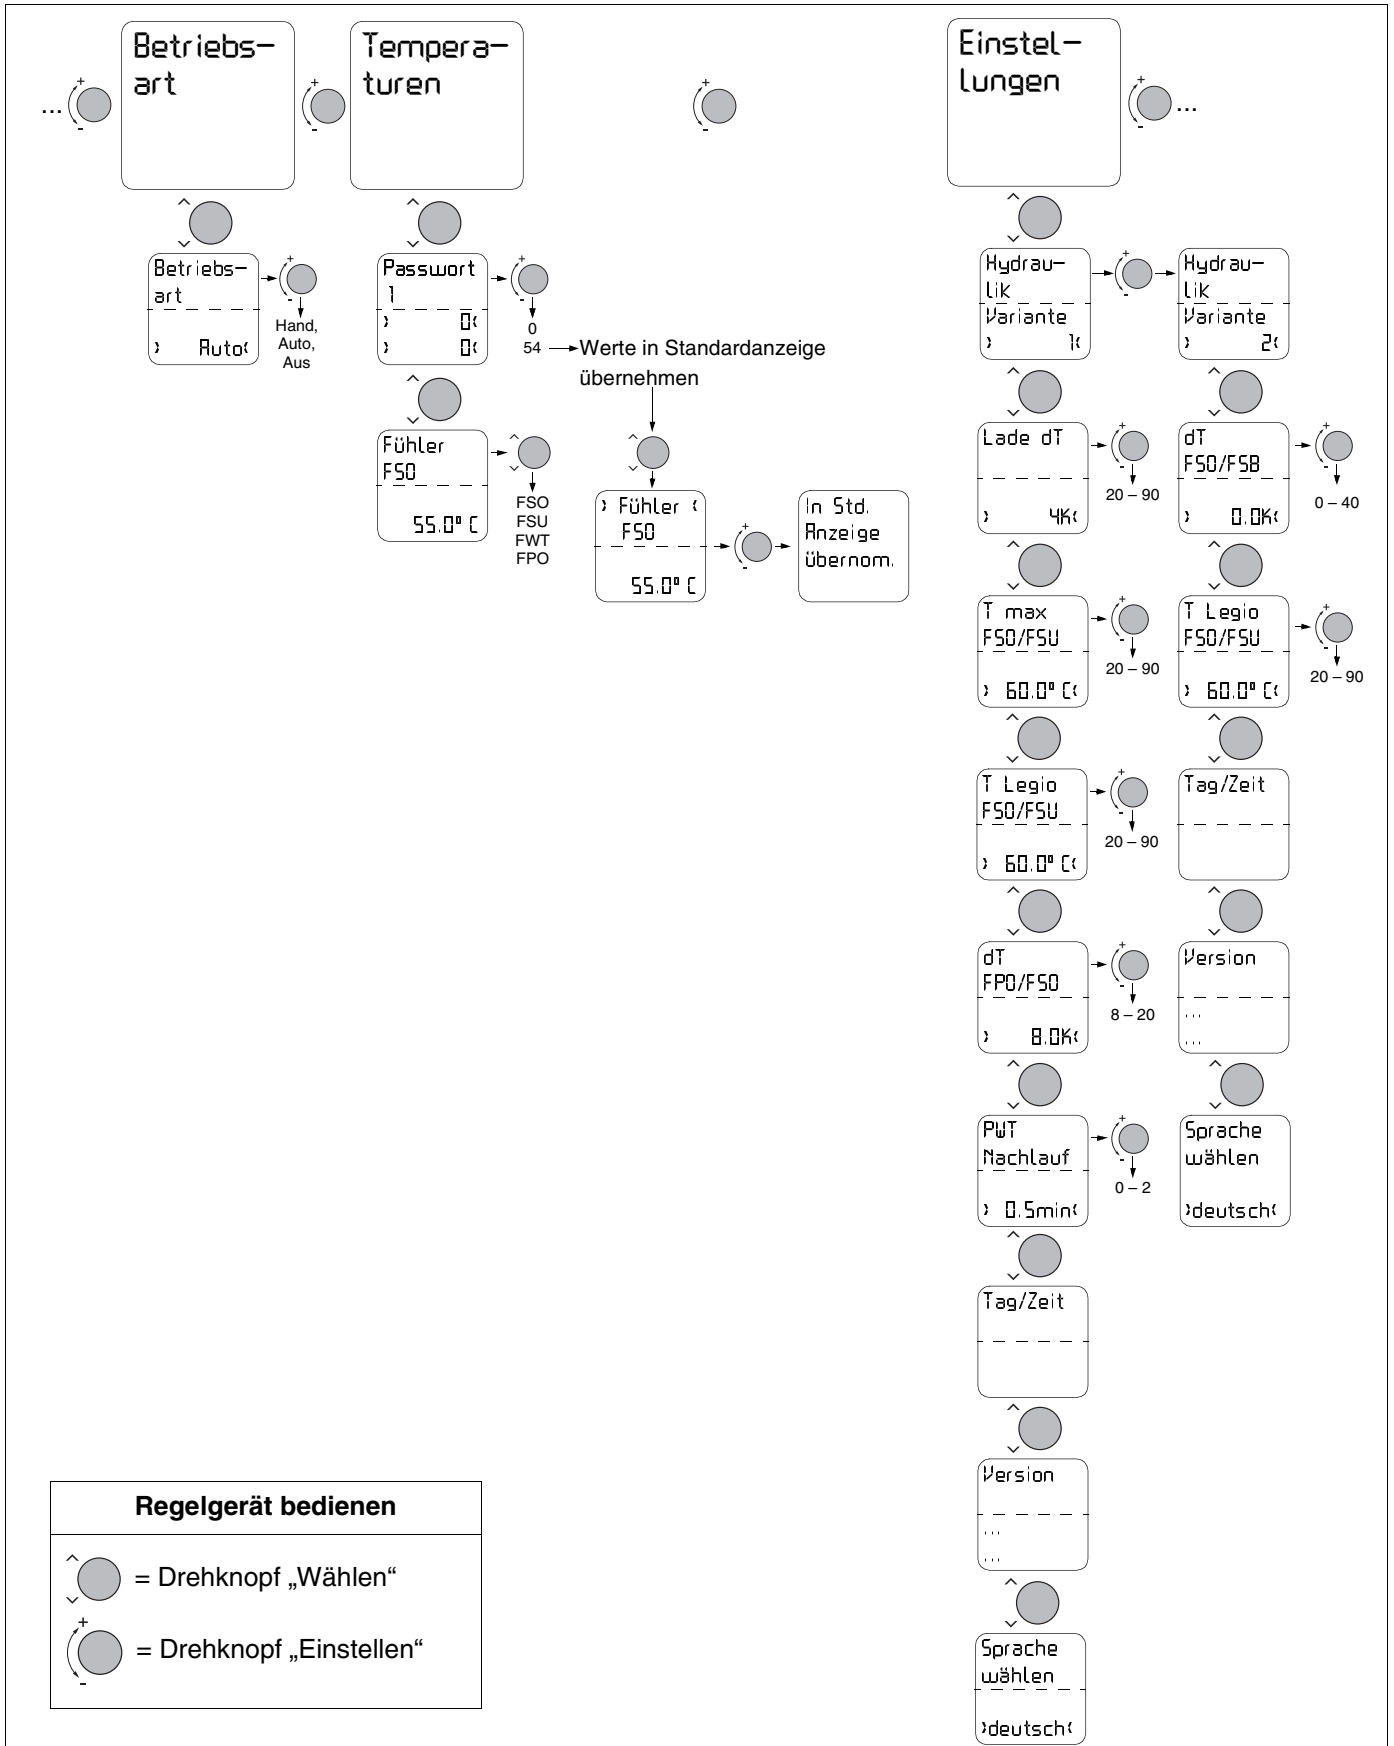 Betriebs–
art
Tempera–
turen
Einstel–
lungen
...
+
-
+
-
+
-
+
-
...
Betriebs–
art
> Auto<
+
-
Hand,
Auto,
Aus
Passwort
1
> 0<
> 0<
+
-
0
54
Werte in Standardanzeige
übernehmen
Fühler
FSO
55.0° C
FSO
FSU
FWT
FPO
> Fühler <
FSO
55.0° C
+
-
In Std.
Anzeige
übernom.
Hydrau–
lik
Variante
> 1<
+
-
Hydrau–
lik
Variante
> 2<
Lade dT
> 4K<
+
-
20 – 90
dT
FSO/FSB
> 0.0K<
+
-
0 – 40
T max
FSO/FSU
> 60.0° C<
+
-
20 – 90
T Legio
FSO/FSU
> 60.0° C<
+
-
20 – 90
T Legio
FSO/FSU
> 60.0° C<
+
-
20 – 90
Tag/Zeit
dT
FPO/FSO
> 8.0K<
+
-
8 – 20
Version
...
...
PWT
Nachlauf
> 0.5min<
+
-
0 – 2
Sprache
wählen
>deutsch<
Tag/Zeit
Version
...
...
Sprache
wählen
>deutsch<
Regelgerät bedienen
= Drehknopf „Wählen“
+
-
= Drehknopf „Einstellen“